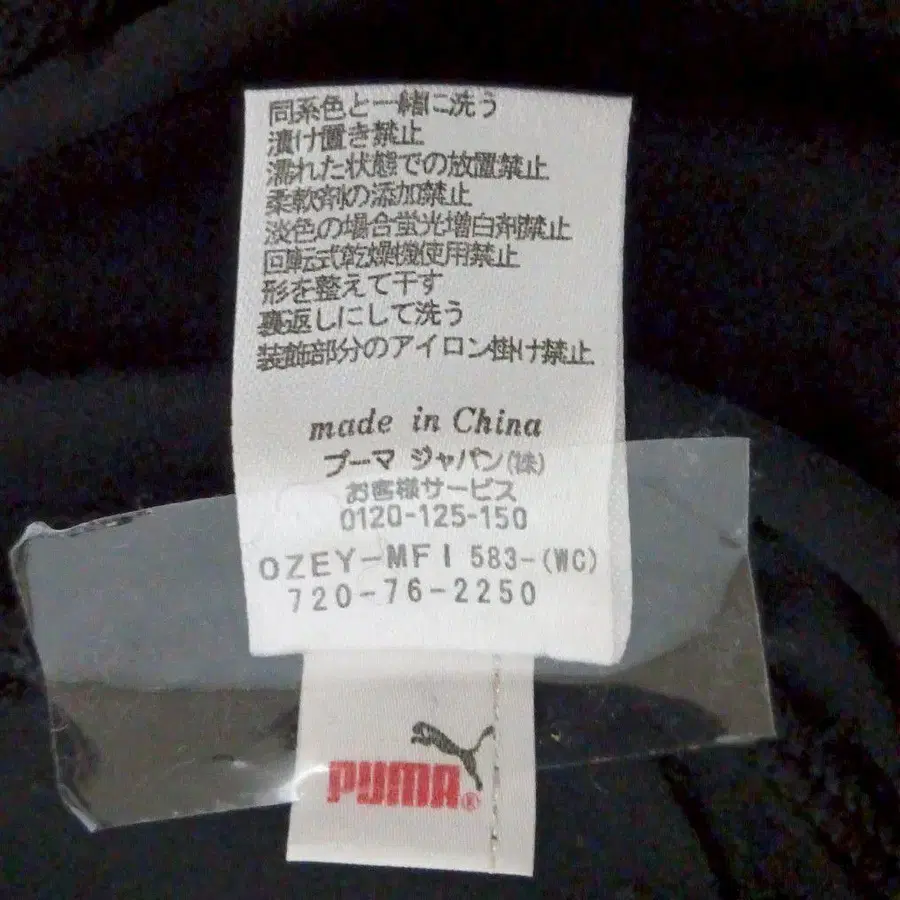 同系色と一緒に洗う
漬け置き禁止
濡れた状態での放置禁止
柔軟剤の添加禁止
淡色の場合蛍光増白剤禁止
回転式乾燥機使用禁止
形を整えて干す
裏返しにして洗う
装飾部分のアイロン掛け禁止
made in China
プーマ ジャパン(株)
お客様サービス
0120-125-150
OZEY-MFI 583-(WC)
720-76-2250
PUMA®